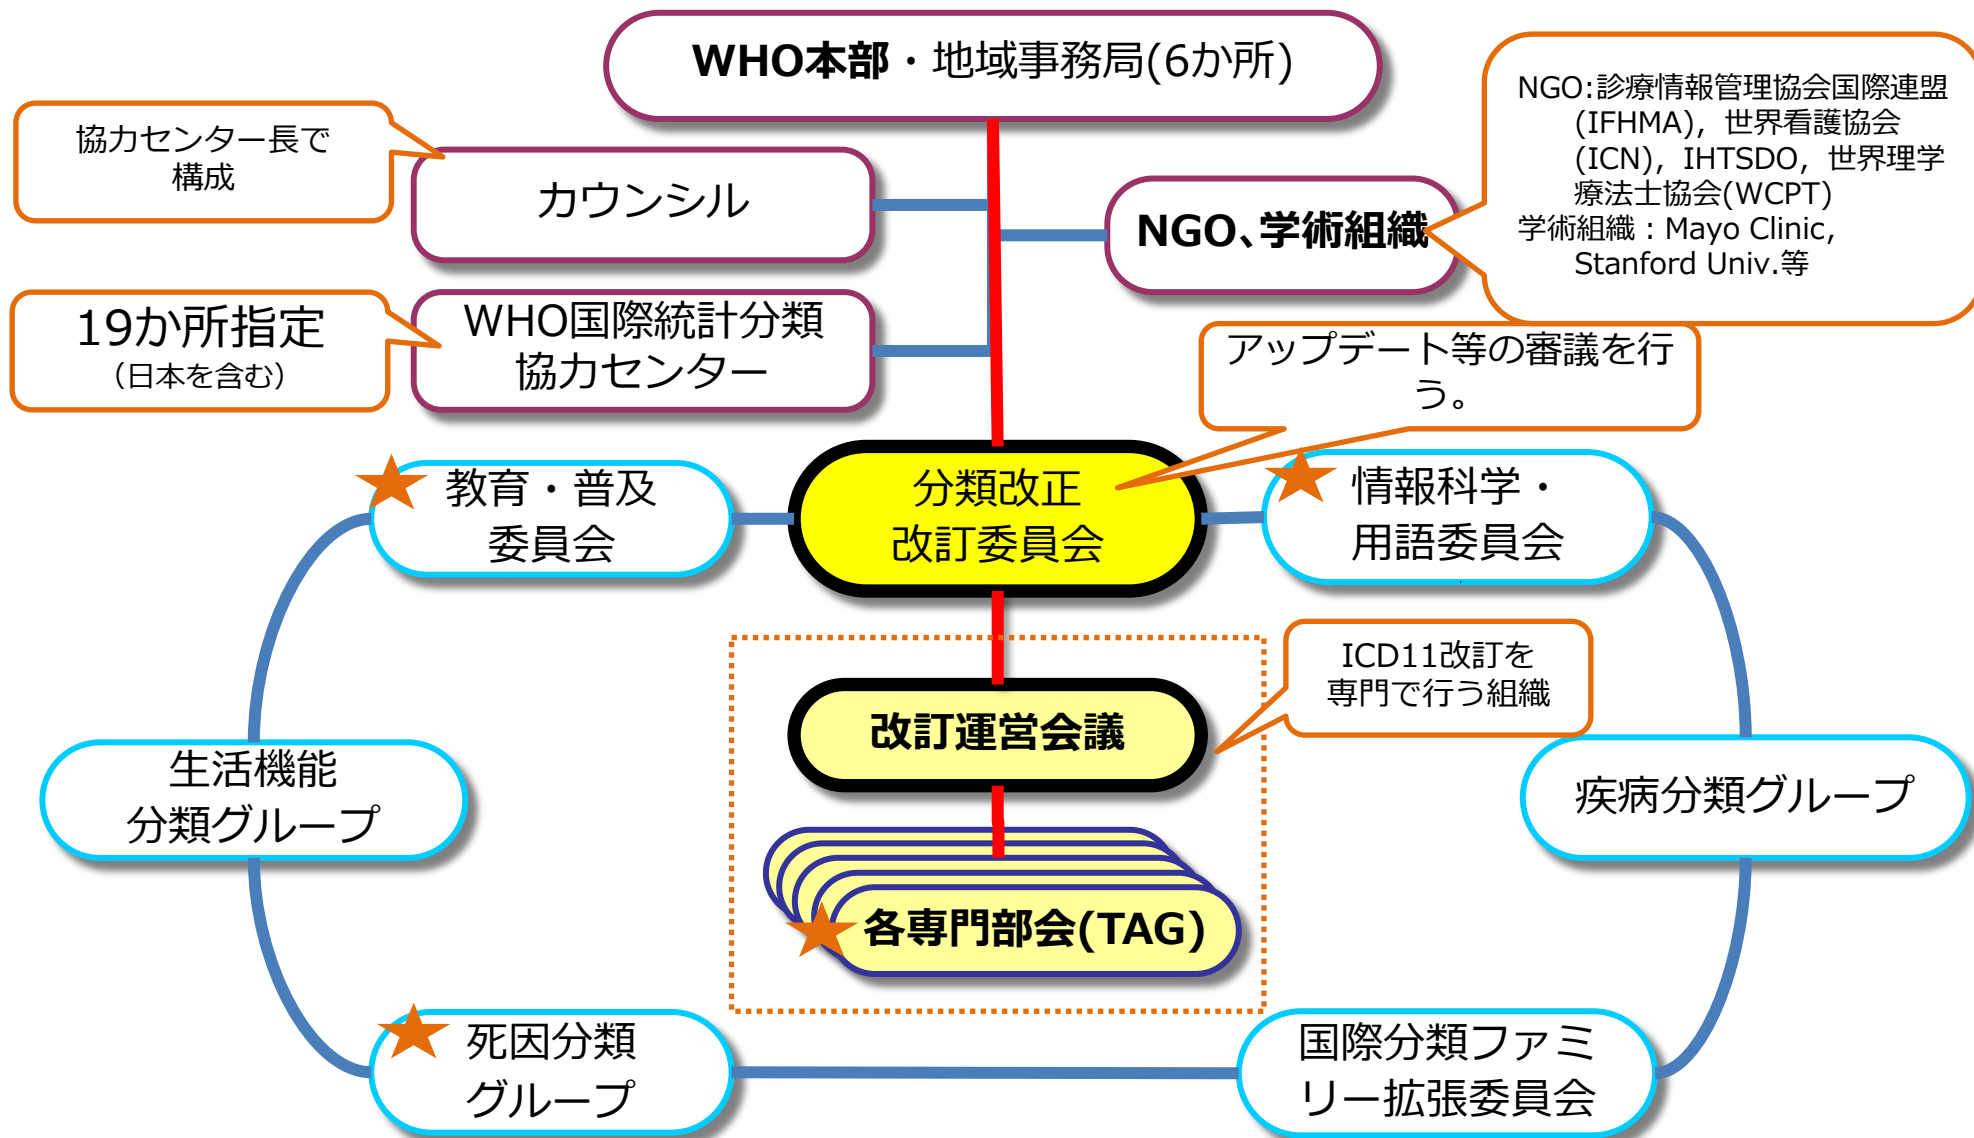 WHO本部・地域事務局(6か所)
協力センター長で
構成
カウンシル
NGO、学術組織
NGO:診療情報管理協会国際連盟
(IFHMA), 世界看護協会
(ICN), IHTSDO, 世界理学
療法士協会(WCPT)
学術組織：Mayo Clinic,
Stanford Univ.等
19か所指定
（日本を含む）
WHO国際統計分類
協力センター
アップデート等の審議を行
う。
教育・普及
委員会
分類改正
改訂委員会
情報科学・
用語委員会
ICD11改訂を
専門で行う組織
改訂運営会議
生活機能
分類グループ
疾病分類グループ
各専門部会(TAG)
死因分類
グループ
国際分類ファミ
リー拡張委員会